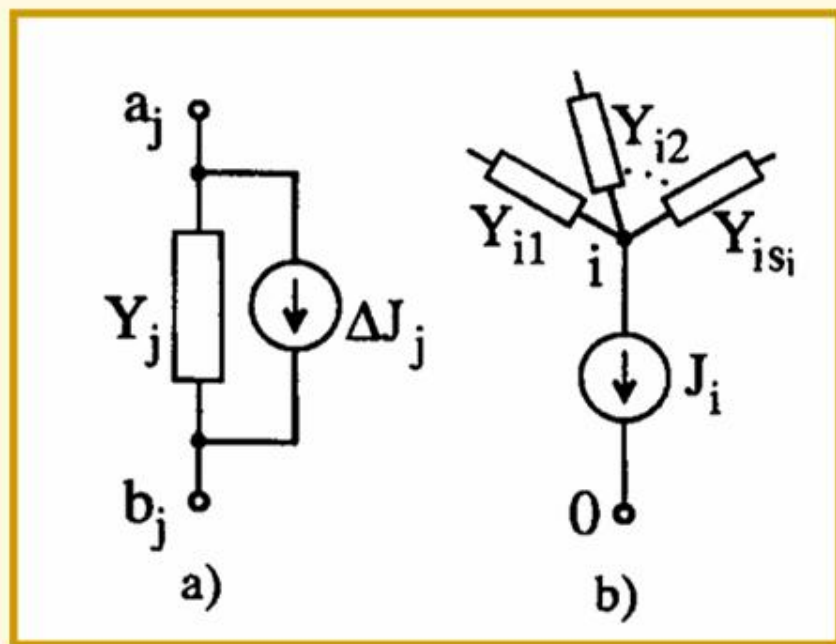 a_j
Y_j
ΔJ_j
b_j
a)
Y_i2
Y_i1
Y_is_i
i
J_i
0
b)